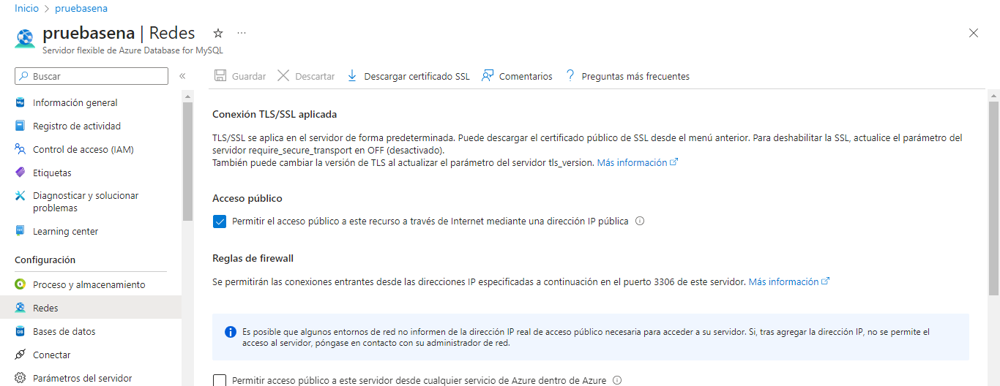 Inicio > pruebasena
pruebasena | Redes
Servidor flexible de Azure Database for MySQL
Buscar
Información general
Registro de actividad
Control de acceso (IAM)
Etiquetas
Diagnosticar y solucionar
problemas
Learning center
Configuración
Proceso y almacenamiento
Redes
Bases de datos
Conectar
Parámetros del servidor
Guardar Descartar Descargar certificado SSL Comentarios Preguntas más frecuentes
Conexión TLS/SSL aplicada
TLS/SSL se aplica en el servidor de forma predeterminada. Puede descargar el certificado público de SSL desde el menú anterior. Para deshabilitar la SSL, actualice el parámetro del
servidor require_secure_transport en OFF (desactivado).
También puede cambiar la versión de TLS al actualizar el parámetro del servidor tls_version. Más información
Acceso público
Permitir el acceso público a este recurso a través de Internet mediante una dirección IP pública
Reglas de firewall
Se permitirán las conexiones entrantes desde las direcciones IP especificadas a continuación en el puerto 3306 de este servidor. Más información
Es posible que algunos entornos de red no informen de la dirección IP real de acceso público necesaria para acceder a su servidor. Si, tras agregar la dirección IP, no se permite el
acceso al servidor, póngase en contacto con su administrador de red.
Permitir acceso público a este servidor desde cualquier servicio de Azure dentro de Azure